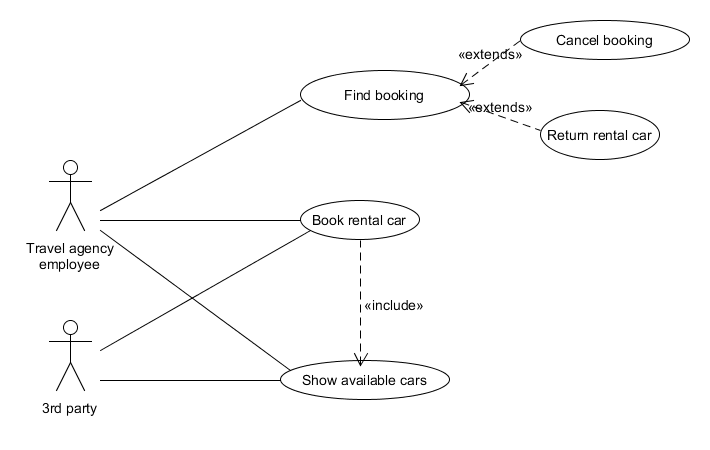 Cancel booking
«extends»
Find booking
«extends»
Return rental car
Book rental car
Travel agency
employee
«include»
Show available cars
3rd party